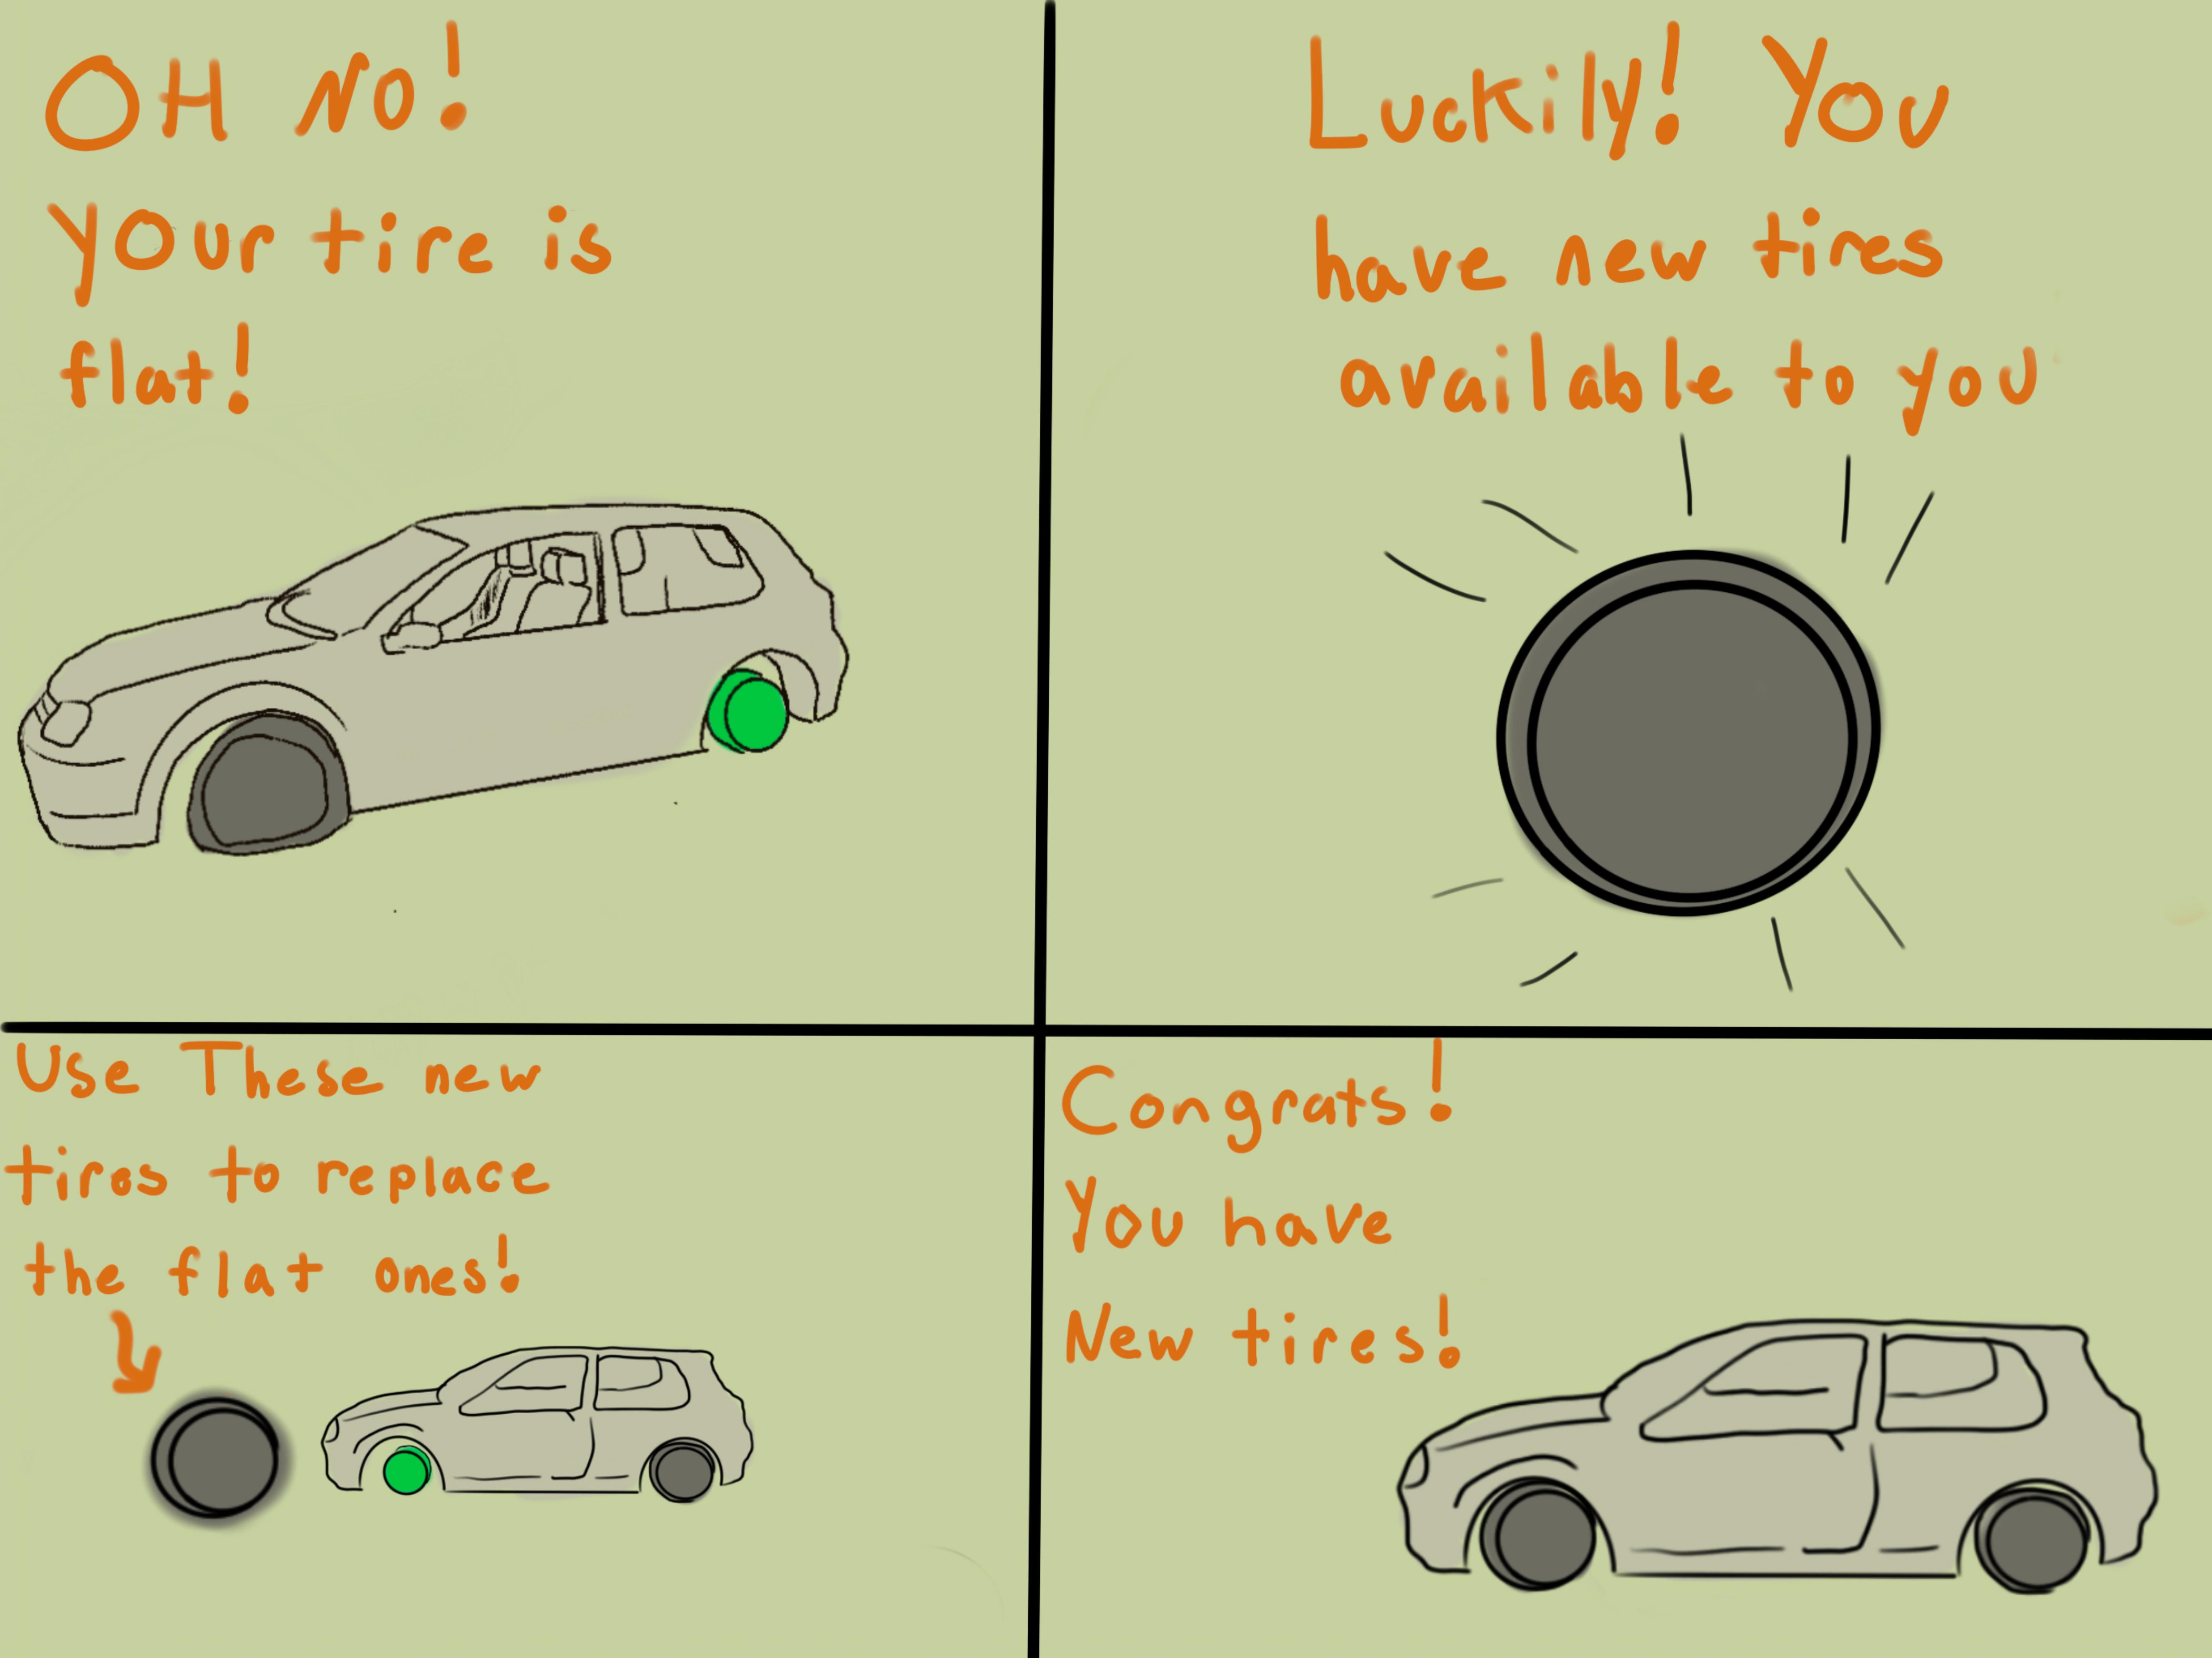 OH NO!
Your tire is
flat!
Luckily! You
have new tires
available to you
Use These new
tires to replace
the flat ones!
Congrats!
You have
New tires!